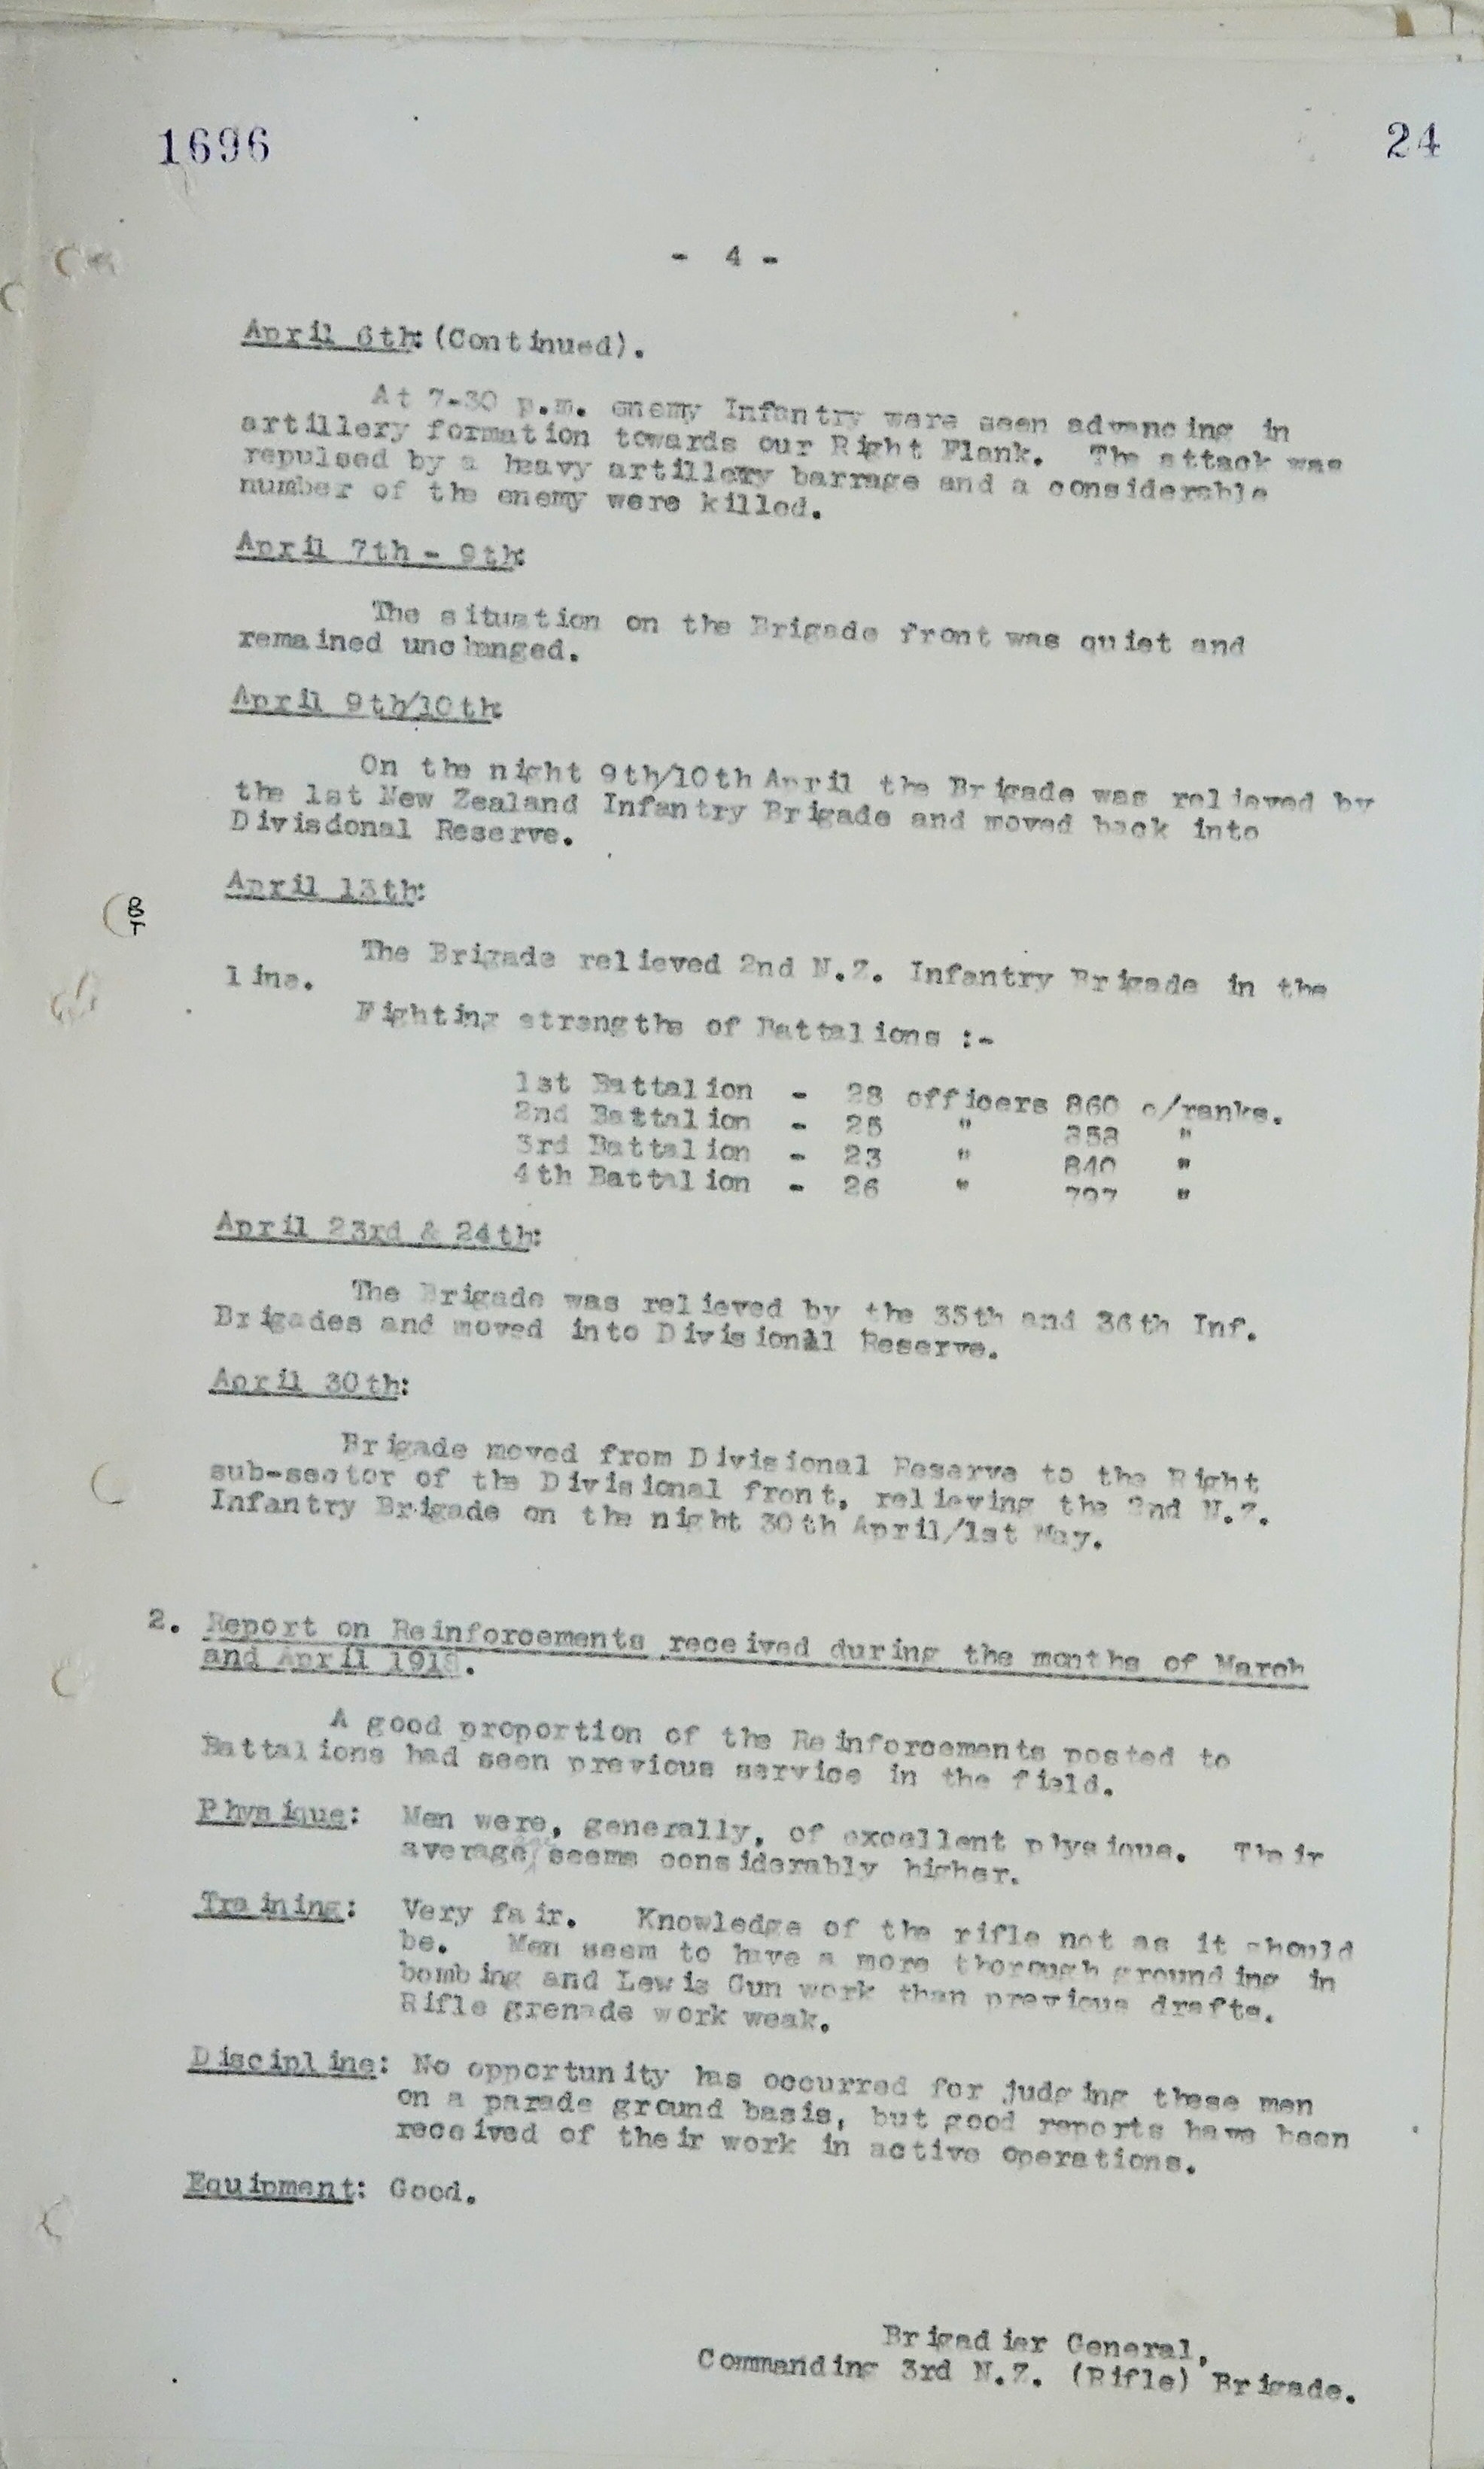 1696
24
- 4 -
April 6th: (Continued).
At 7-30 p.m. enemy Infantry were seen advancing in
artillery formation towards our Right Flank. The attack was
repulsed by a heavy artillery barrage and a considerable
number of the enemy were killed.
April 7th - 9th:
The situation on the Brigade front was quiet and
remained unchanged.
April 9th/10th:
On the night 9th/10th April the Brigade was relieved by
the 1st New Zealand Infantry Brigade and moved back into
Divisdonal Reserve.
April 13th:
The Brigade relieved 2nd N.Z. Infantry Brigade in the
line.
Fighting strengths of Battalions :-
1st Battalion - 28 officers 860 o/ranks.
2nd Battalion - 25 " 858 "
3rd Battalion - 23 " 840 "
4th Battalion - 26 " 797 "
April 23rd & 24th:
The Brigade was relieved by the 35th and 36th Inf.
Brigades and moved into Divisional Reserve.
April 30th:
Brigade moved from Divisional Reserve to the Right
sub-sector of the Divisional front, relieving the 2nd N.Z.
Infantry Brigade on the night 30th April/1st May.
2. Report on Reinforcements received during the months of March
and April 1918.
A good proportion of the Reinforcements posted to
Battalions had seen previous service in the field.
Physique: Men were, generally, of excellent physique. Their
average seems considerably higher.
Training: Very fair. Knowledge of the rifle not as it should
be. Men seem to have a more thorough grounding in
bombing and Lewis Gun work than previous drafts.
Rifle grenade work weak.
Discipline: No opportunity has occurred for judging these men
on a parade ground basis, but good reports have been
received of their work in active operations.
Equipment: Good.
Brigadier General,
Commanding 3rd N.Z. (Rifle) Brigade.